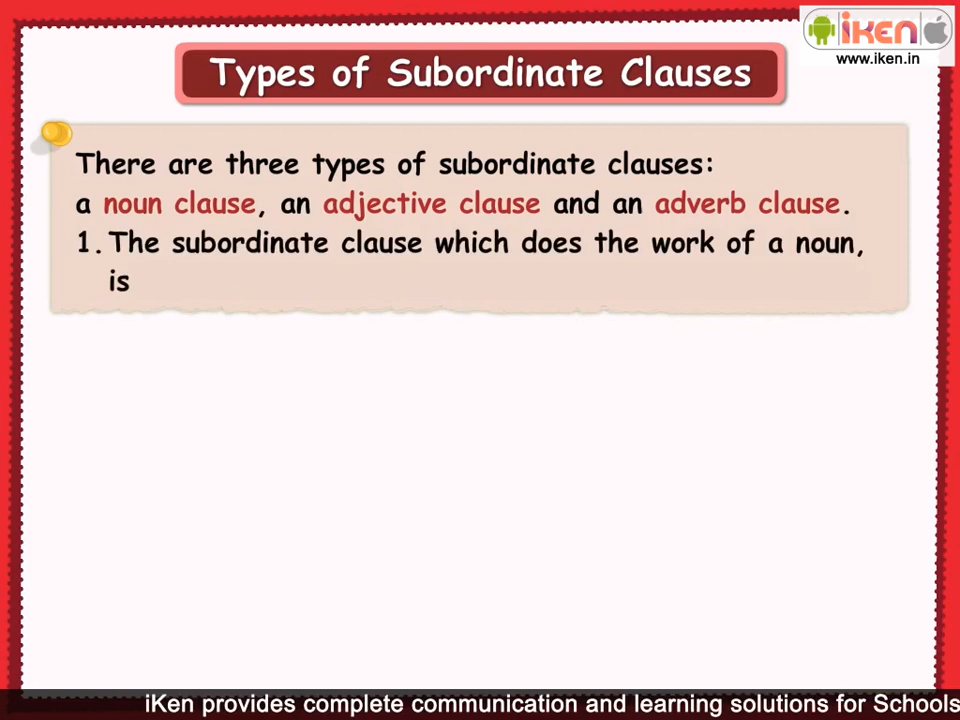 iKEN
www.iken.in
Types of Subordinate Clauses
There are three types of subordinate clauses:
a noun clause, an adjective clause and an adverb clause.
1. The subordinate clause which does the work of a noun,
is
iKen provides complete communication and learning solutions for Schools